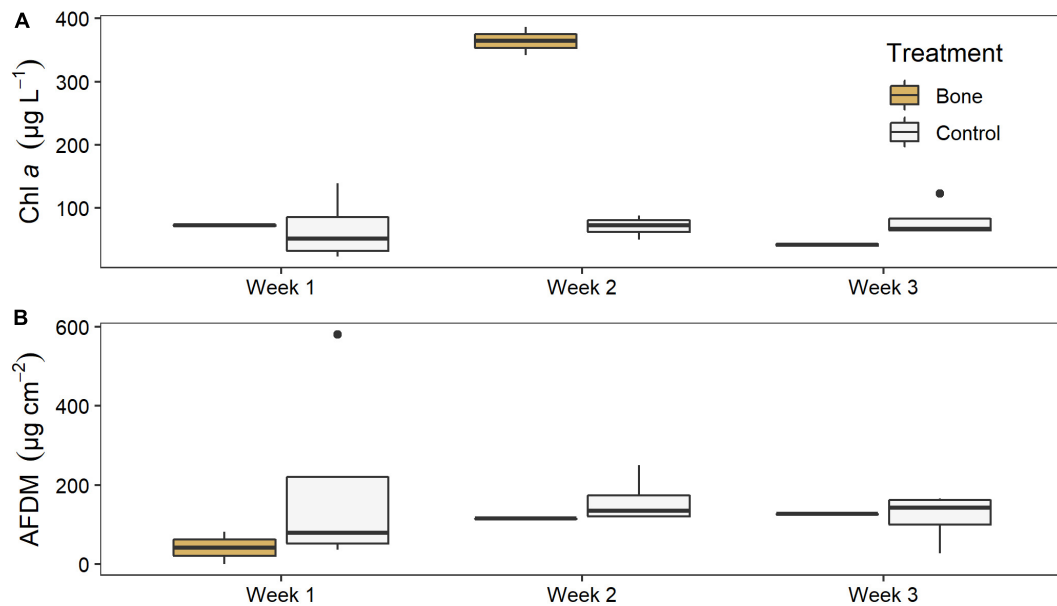 A
Chl a (µg L⁻¹)
400
300
200
100
Treatment
Bone
Control
Week 1
Week 2
Week 3
B
AFDM (µg cm⁻²)
600
400
200
0
Week 1
Week 2
Week 3